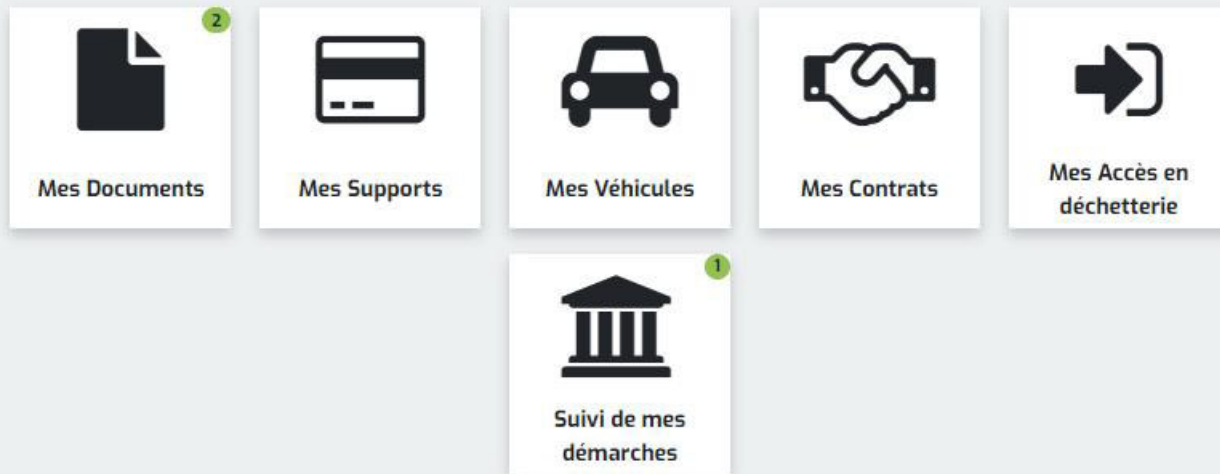 2
Mes Documents
Mes Supports
Mes Véhicules
Mes Contrats
Mes Accès en
déchetterie
1
Suivi de mes
démarches